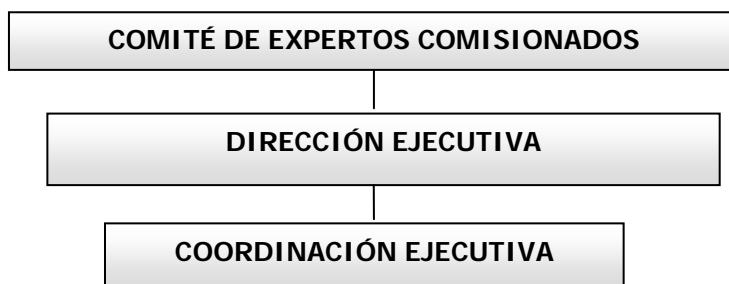 COMITÉ DE EXPERTOS COMISIONADOS
DIRECCIÓN EJECUTIVA
COORDINACIÓN EJECUTIVA